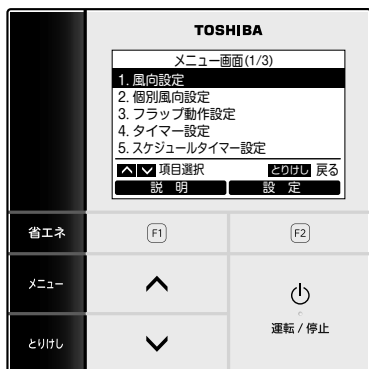 TOSHIBA
メニュー画面(1/3)
1. 風向設定
2. 個別風向設定
3. フラップ動作設定
4. タイマー設定
5. スケジュールタイマー設定
項目選択 とりけし 戻る
説 明 設 定
省エネ F1 F2
メニュー
運転 / 停止
とりけし